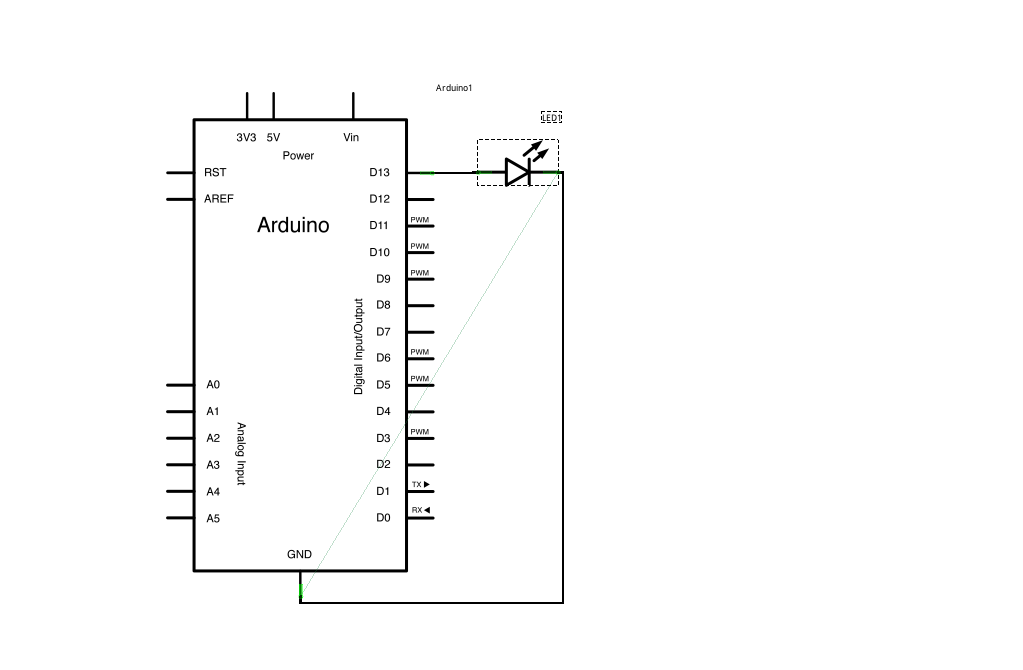 Arduino1
LED1
3V3 5V Vin
Power
RST D13
AREF D12
Arduino
D11 PWM
D10 PWM
D9 PWM
D8
Digital Input/Output
D7
D6 PWM
A0 D5 PWM
A1 D4
A2 D3 PWM
Analog Input
A3 D2
A4 D1 TX
A5 D0 RX
GND